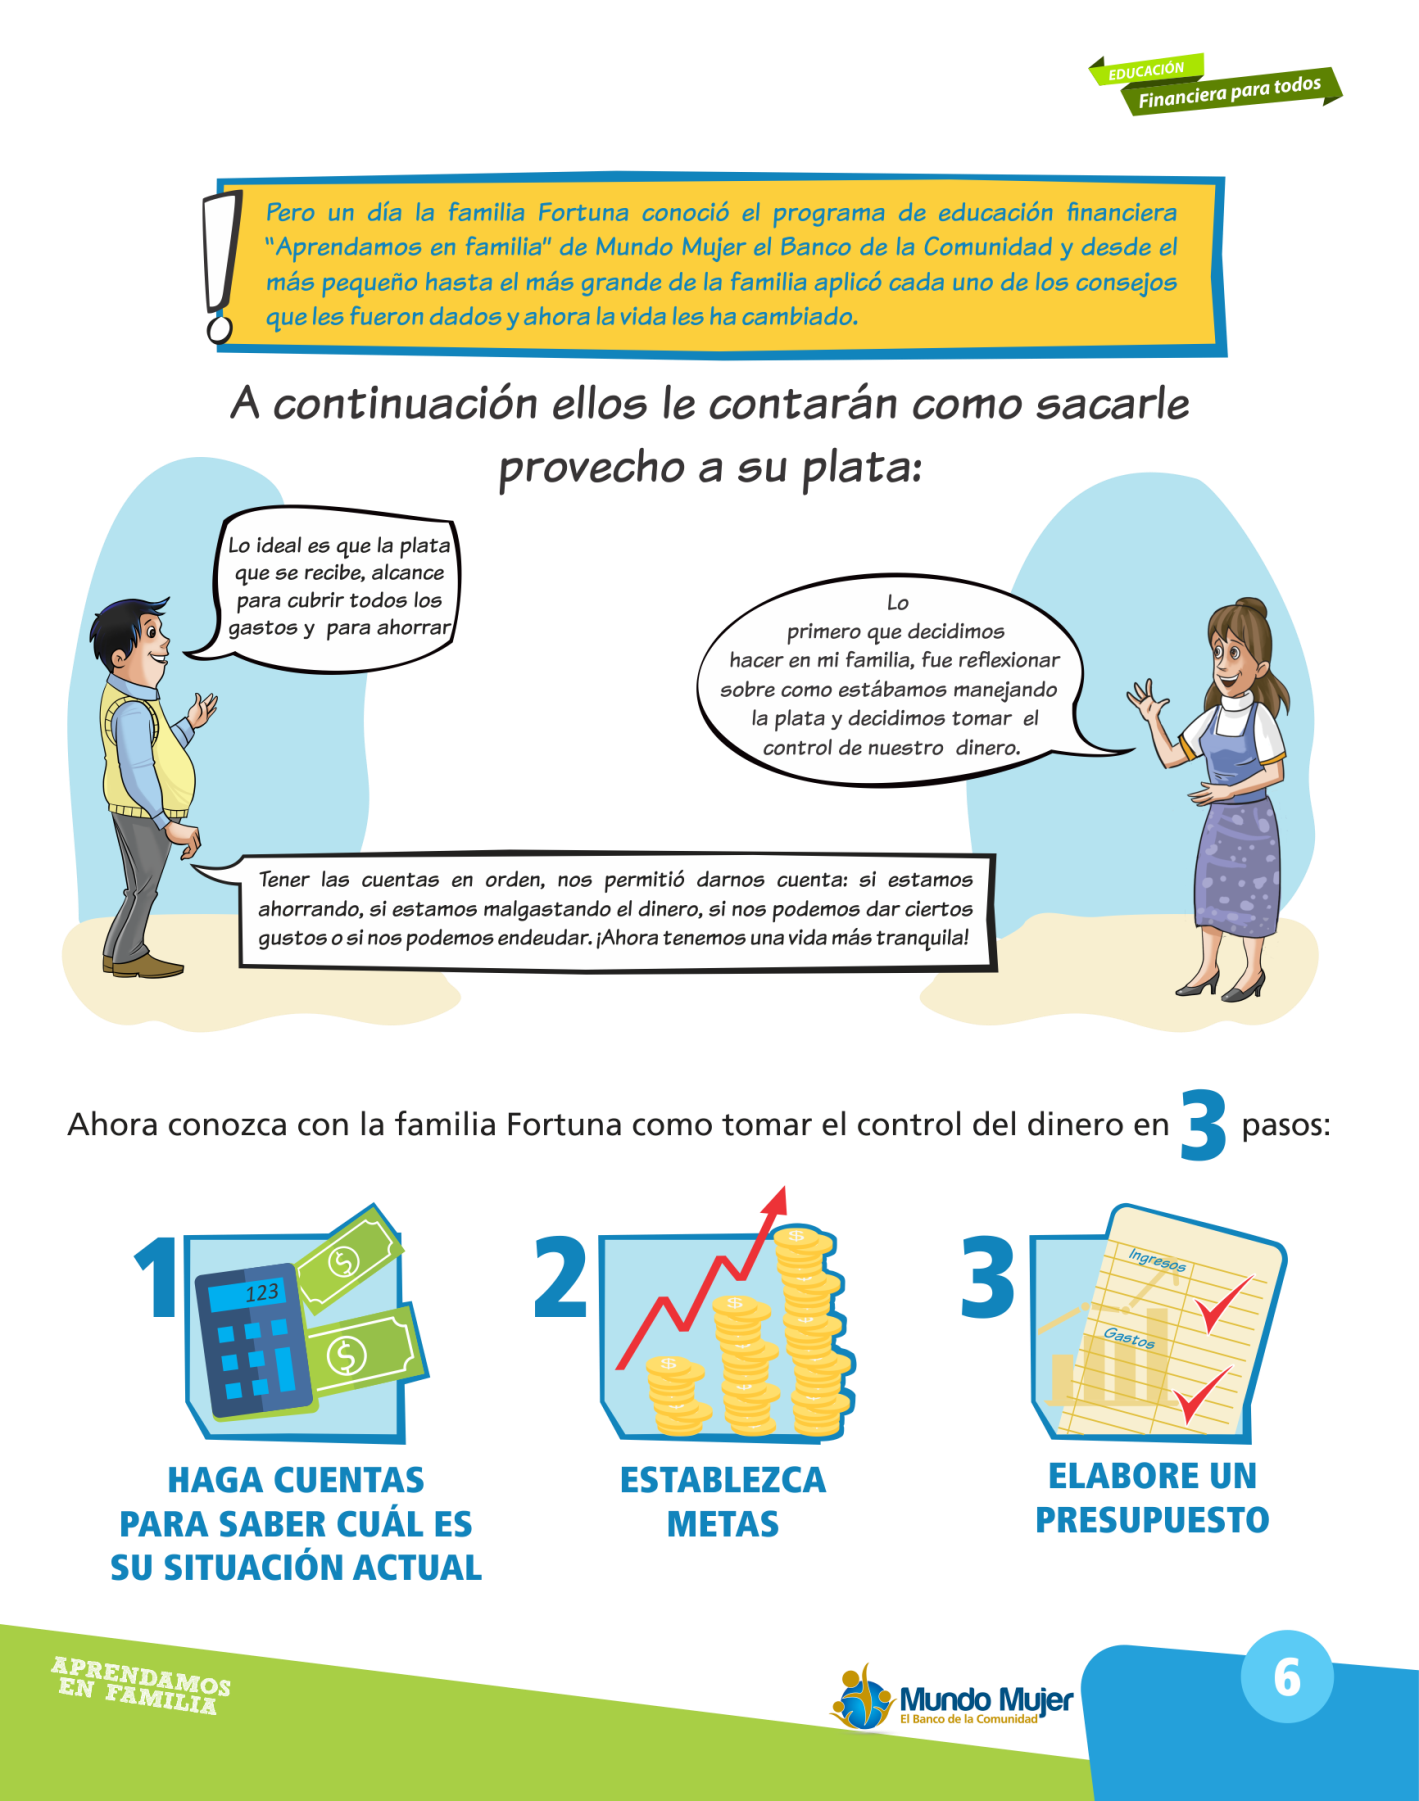 EDUCACIÓN
Financiera para todos
Pero un día la familia Fortuna conoció el programa de educación financiera
"Aprendamos en familia" de Mundo Mujer el Banco de la Comunidad y desde el
más pequeño hasta el más grande de la familia aplicó cada uno de los consejos
que les fueron dados y ahora la vida les ha cambiado.
A continuación ellos le contarán como sacarle
provecho a su plata:
Lo ideal es que la plata
que se recibe, alcance
para cubrir todos los
gastos y para ahorrar
Lo
primero que decidimos
hacer en mi familia, fue reflexionar
sobre como estábamos manejando
la plata y decidimos tomar el
control de nuestro dinero.
Tener las cuentas en orden, nos permitió darnos cuenta: si estamos
ahorrando, si estamos malgastando el dinero, si nos podemos dar ciertos
gustos o si nos podemos endeudar. ¡Ahora tenemos una vida más tranquila!
Ahora conozca con la familia Fortuna como tomar el control del dinero en 3 pasos:
1
123
$
$
HAGA CUENTAS
PARA SABER CUÁL ES
SU SITUACIÓN ACTUAL
2
$
$
$
ESTABLEZCA
METAS
3
Ingresos
Gastos
ELABORE UN
PRESUPUESTO
APRENDAMOS
EN FAMILIA
Mundo Mujer
El Banco de la Comunidad
6